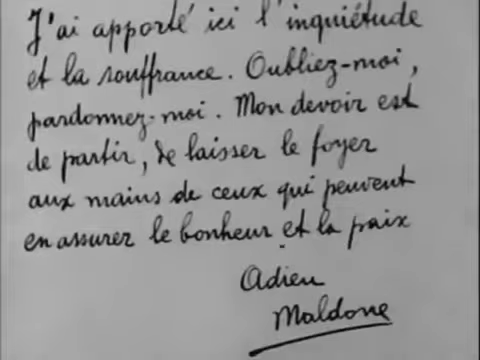 J'ai apporté ici l'inquiétude
et la souffrance. Oubliez-moi,
pardonnez-moi. Mon devoir est
de partir, de laisser le foyer
aux mains de ceux qui peuvent
en assurer le bonheur et la paix
Adieu
Maldone